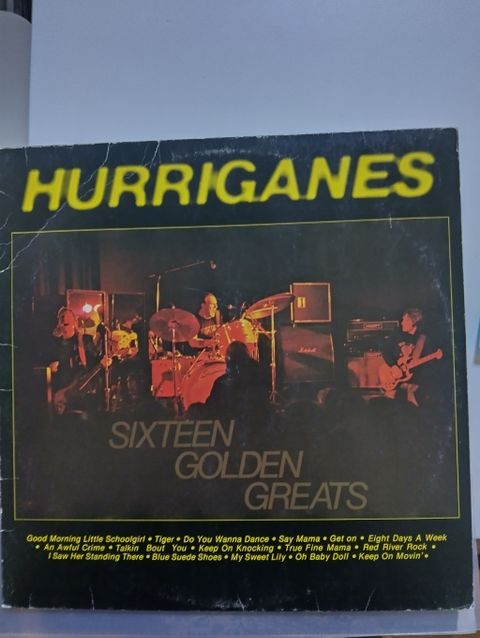 HURRIGANES
SIXTEEN
GOLDEN
GREATS
Good Morning Little Schoolgirl • Tiger • Do You Wanna Dance • Say Mama • Get on • Eight Days A Week
• An Awful Crime • Talkin Bout You • Keep On Knocking • True Fine Mama • Red River Rock •
I Saw Her Standing There • Blue Suede Shoes • My Sweet Lily • Oh Baby Doll • Keep On Movin' •